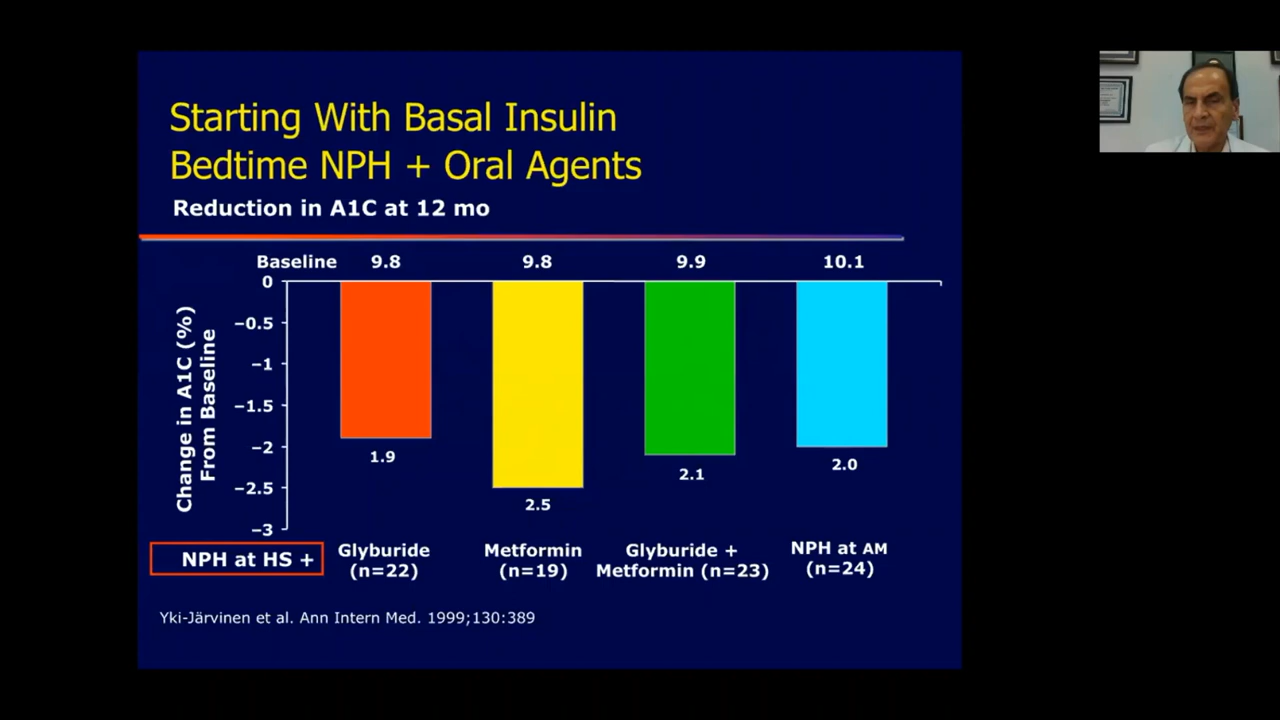 Starting With Basal Insulin
Bedtime NPH + Oral Agents
Reduction in A1C at 12 mo
Baseline 9.8 9.8 9.9 10.1
Change in A1C (%)
From Baseline
0
−0.5
−1
−1.5
−2
−2.5
−3
1.9
2.5
2.1
2.0
NPH at HS +
Glyburide
(n=22)
Metformin
(n=19)
Glyburide +
Metformin (n=23)
NPH at AM
(n=24)
Yki-Järvinen et al. Ann Intern Med. 1999;130:389